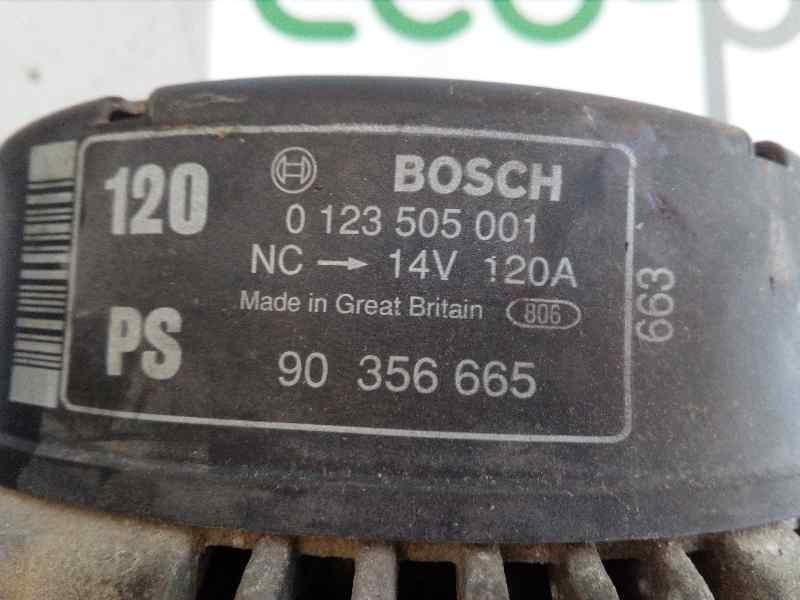 eco-p
120 BOSCH
0 123 505 001
NC → 14V 120A
Made in Great Britain 806
PS 90 356 665
663